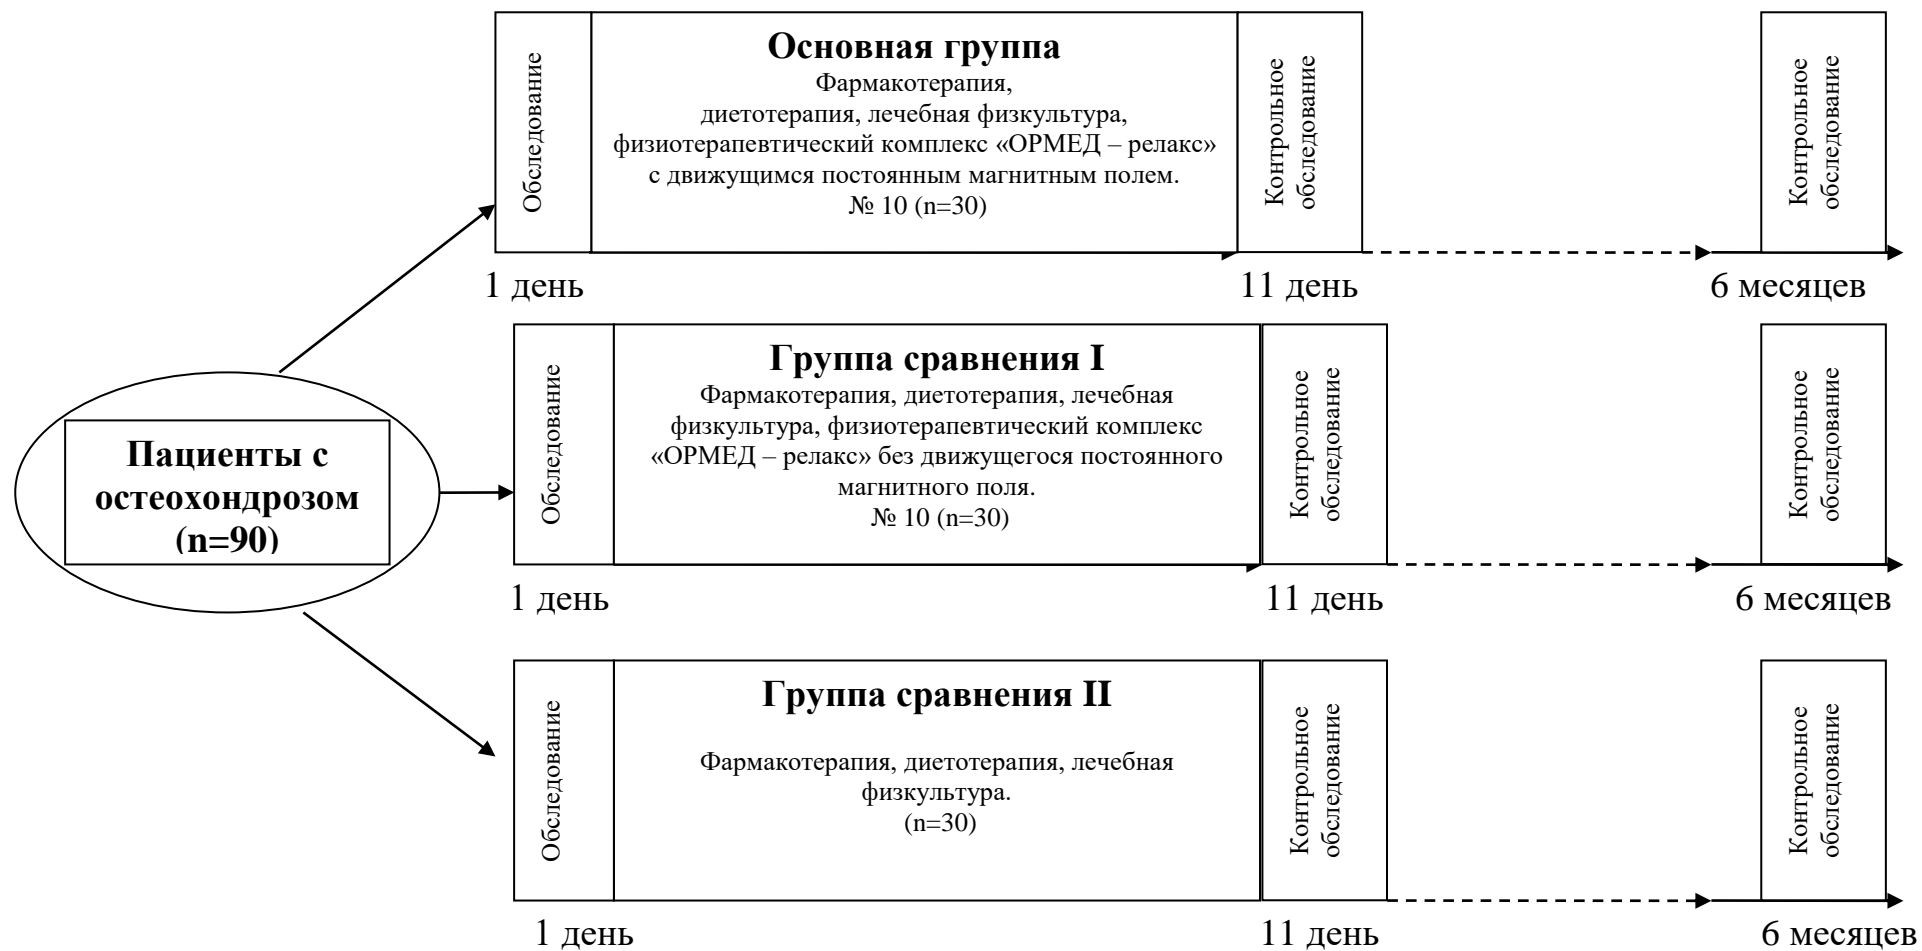 Обследование
Основная группа
Фармакотерапия,
диетотерапия, лечебная физкультура,
физиотерапевтический комплекс «ОРМЕД – релакс»
с движущимся постоянным магнитным полем.
№ 10 (n=30)
Контрольное
обследование
Контрольное
обследование
1 день
11 день
6 месяцев
Пациенты с
остеохондрозом
(n=90)
Обследование
Группа сравнения I
Фармакотерапия, диетотерапия, лечебная
физкультура, физиотерапевтический комплекс
«ОРМЕД – релакс» без движущегося постоянного
магнитного поля.
№ 10 (n=30)
Контрольное
обследование
Контрольное
обследование
1 день
11 день
6 месяцев
Обследование
Группа сравнения II
Фармакотерапия, диетотерапия, лечебная
физкультура.
(n=30)
Контрольное
обследование
Контрольное
обследование
1 день
11 день
6 месяцев